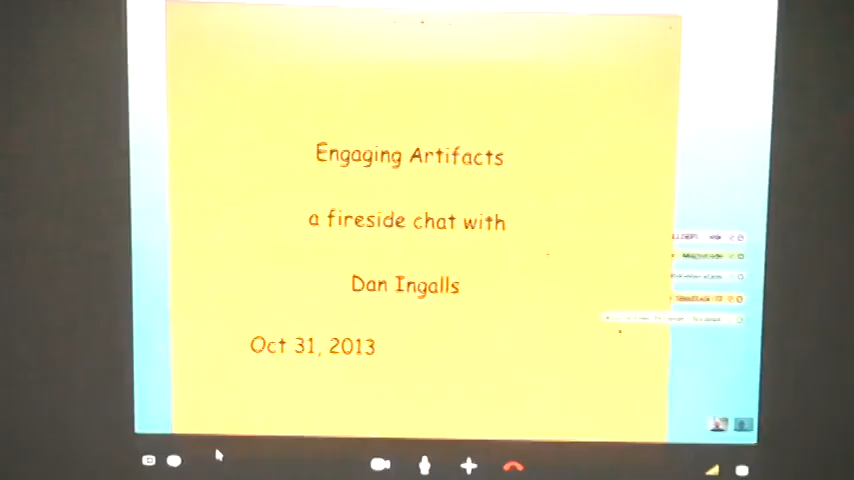 Engaging Artifacts
a fireside chat with
Dan Ingalls
Oct 31, 2013